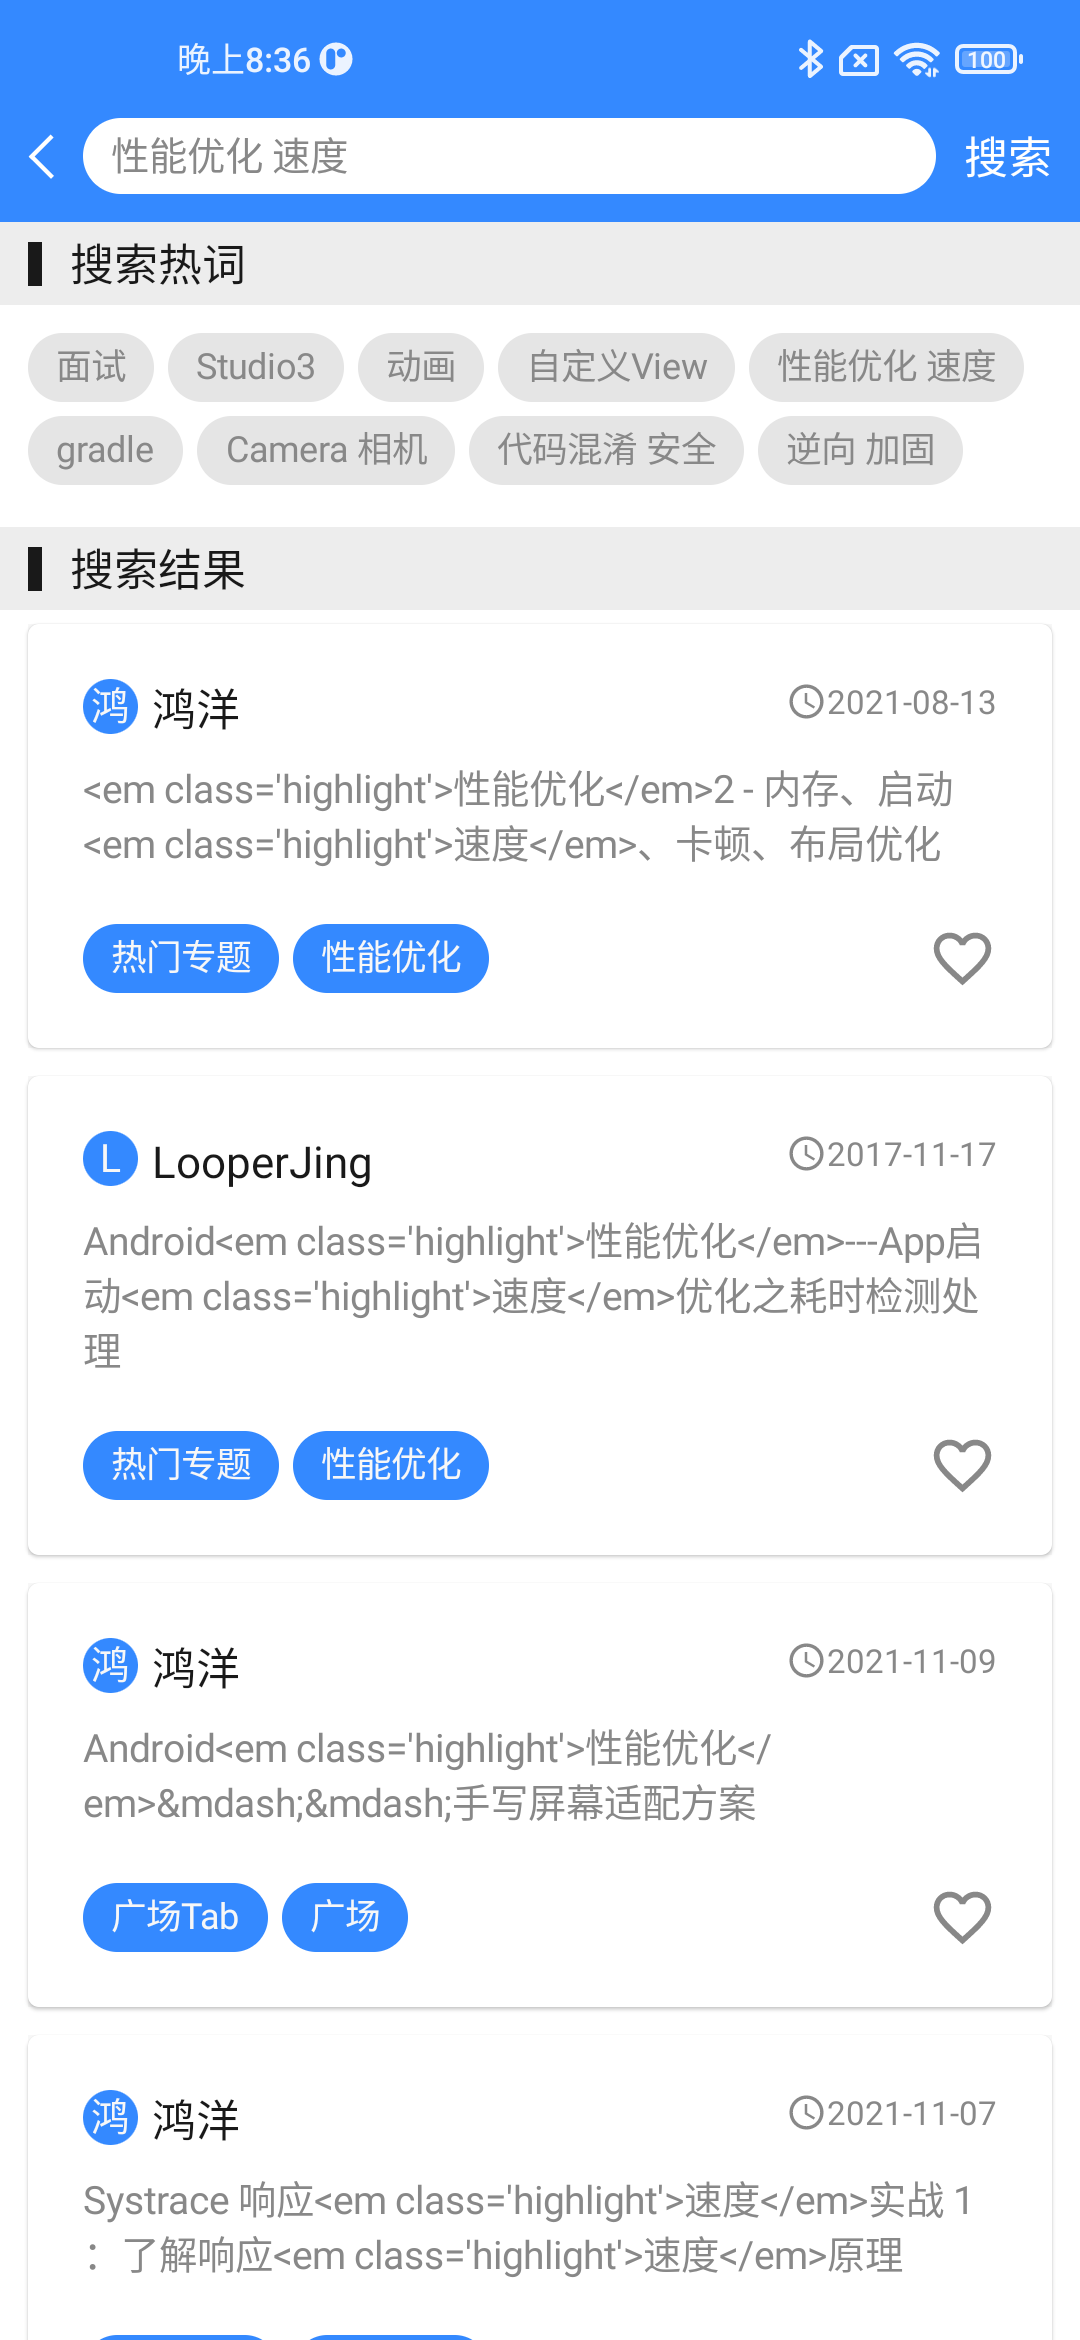 晚上8:36
100
性能优化 速度
搜索
搜索热词
面试 Studio3 动画 自定义View 性能优化 速度
gradle Camera 相机 代码混淆 安全 逆向 加固
搜索结果
鸿 鸿洋 2021-08-13
<em class='highlight'>性能优化</em>2 - 内存、启动
<em class='highlight'>速度</em>、卡顿、布局优化
热门专题 性能优化
L LooperJing 2017-11-17
Android<em class='highlight'>性能优化</em>---App启
动<em class='highlight'>速度</em>优化之耗时检测处
理
热门专题 性能优化
鸿 鸿洋 2021-11-09
Android<em class='highlight'>性能优化</
em>&mdash;&mdash;手写屏幕适配方案
广场Tab 广场
鸿 鸿洋 2021-11-07
Systrace 响应<em class='highlight'>速度</em>实战 1
：了解响应<em class='highlight'>速度</em>原理